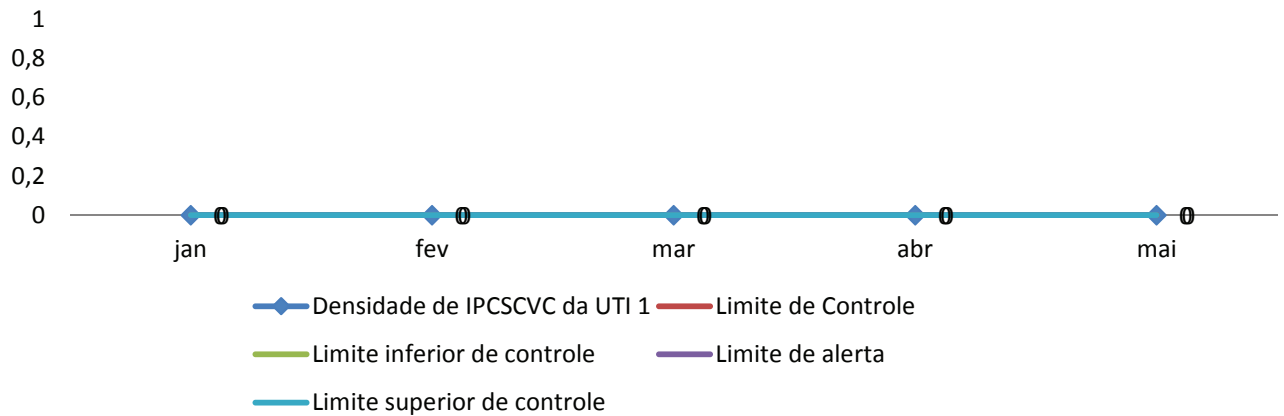 1
0,8
0,6
0,4
0,2
0
0 0 0 0 0
jan fev mar abr mai
Densidade de IPCSCVC da UTI 1 Limite de Controle
Limite inferior de controle Limite de alerta
Limite superior de controle